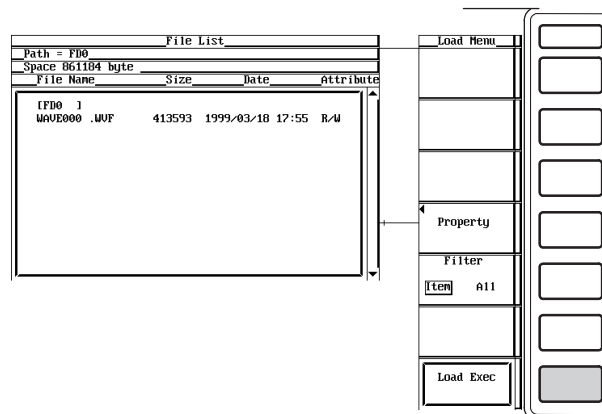 File List
Path = FD0
Space 861184 byte
File Name Size Date Attribute
[FD0 ]
WAVE000 .WVF 413593 1999/03/18 17:55 R/W
Load Menu
Property
Filter
Item All
Load Exec